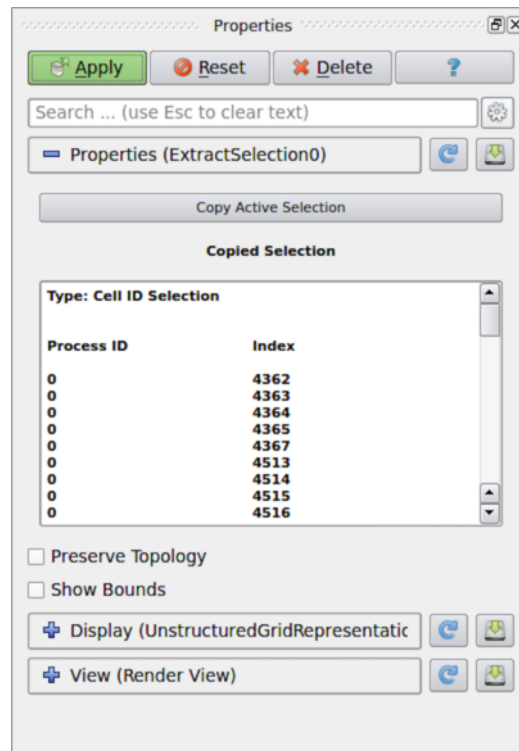 Properties
Apply Reset Delete ?
Search ... (use Esc to clear text)
Properties (ExtractSelection0)
Copy Active Selection
Copied Selection
Type: Cell ID Selection
Process ID Index
0 4362
0 4363
0 4364
0 4365
0 4367
0 4513
0 4514
0 4515
0 4516
Preserve Topology
Show Bounds
Display (UnstructuredGridRepresentatic
View (Render View)